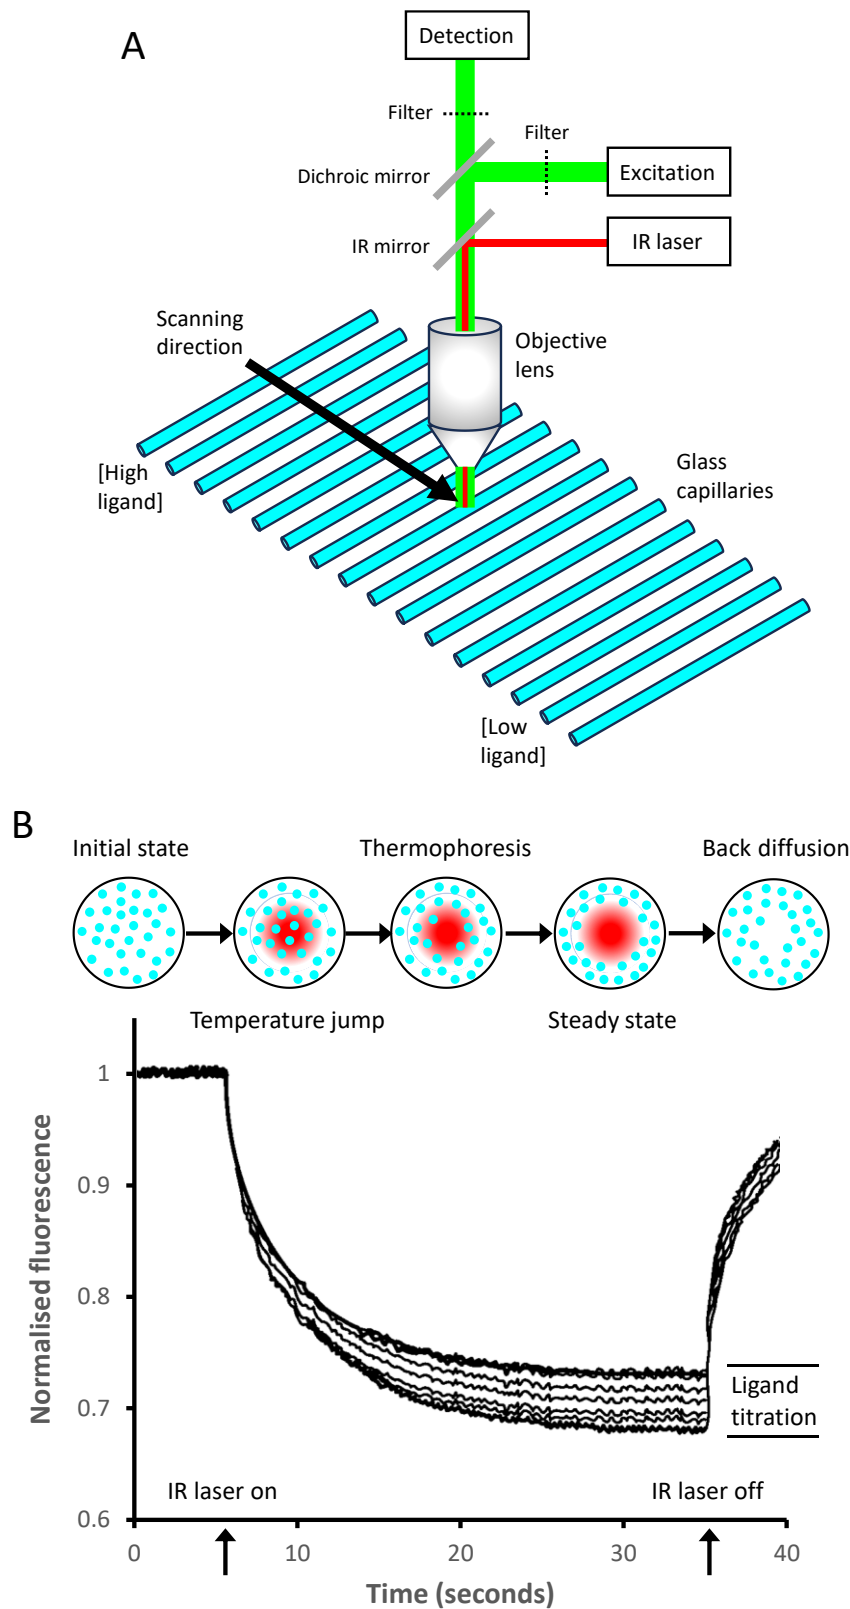 A
Detection
Filter
Filter
Dichroic mirror
Excitation
IR mirror
IR laser
Scanning
direction
Objective
lens
[High
ligand]
Glass
capillaries
[Low
ligand]
B
Initial state
Thermophoresis
Back diffusion
Temperature jump
Steady state
1
0.9
0.8
0.7
0.6
Normalised fluorescence
Ligand
titration
IR laser on
IR laser off
0
10
20
30
40
Time (seconds)